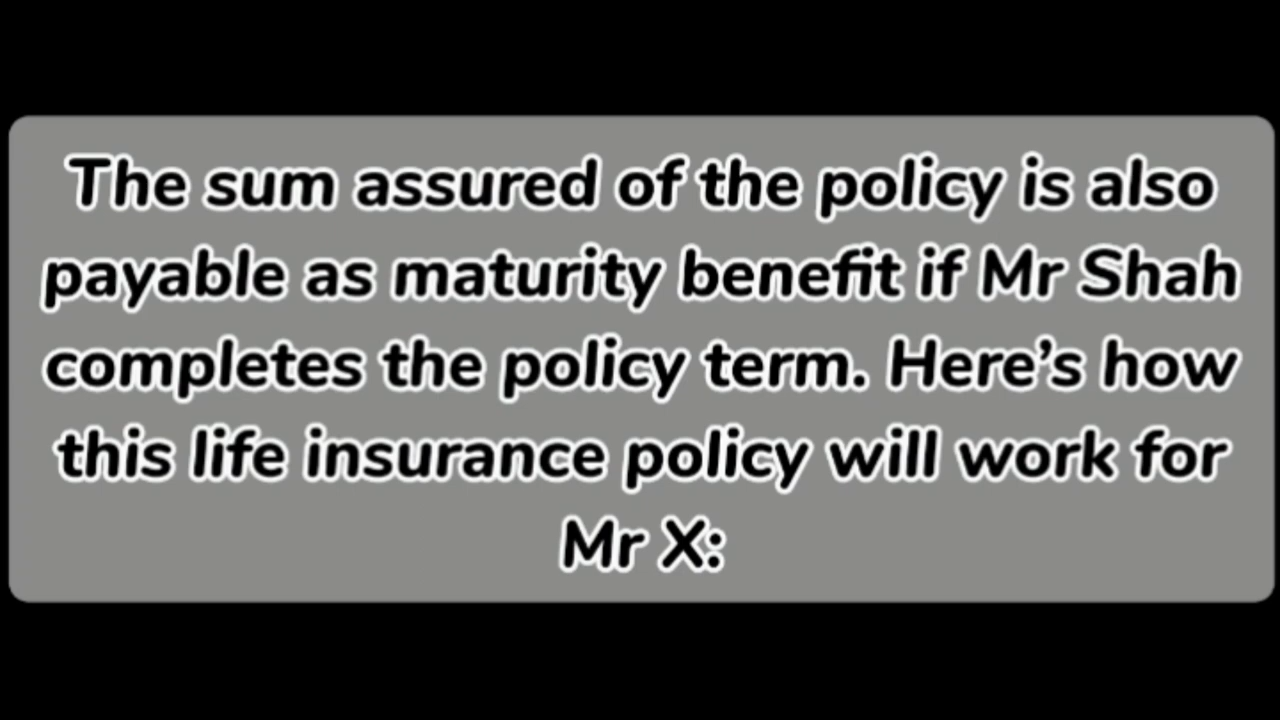 The sum assured of the policy is also
payable as maturity benefit if Mr Shah
completes the policy term. Here’s how
this life insurance policy will work for
Mr X: